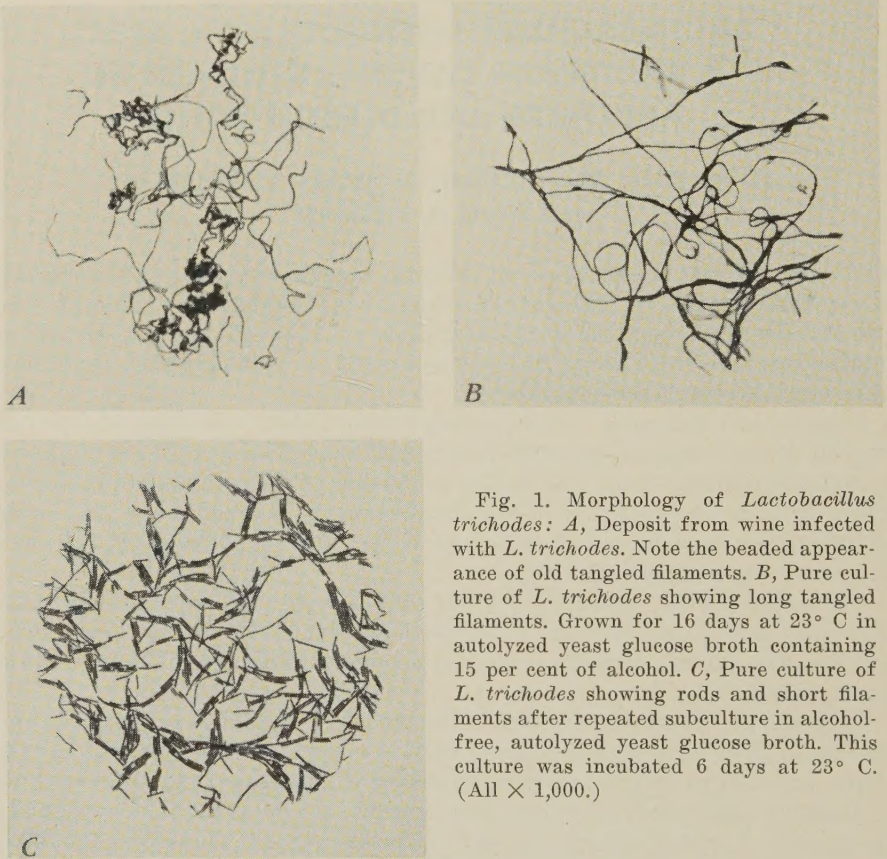 A
B
C
Fig. 1. Morphology of Lactobacillus
trichodes: A, Deposit from wine infected
with L. trichodes. Note the beaded appear-
ance of old tangled filaments. B, Pure cul-
ture of L. trichodes showing long tangled
filaments. Grown for 16 days at 23° C in
autolyzed yeast glucose broth containing
15 per cent of alcohol. C, Pure culture of
L. trichodes showing rods and short fila-
ments after repeated subculture in alcohol-
free, autolyzed yeast glucose broth. This
culture was incubated 6 days at 23° C.
(All × 1,000.)